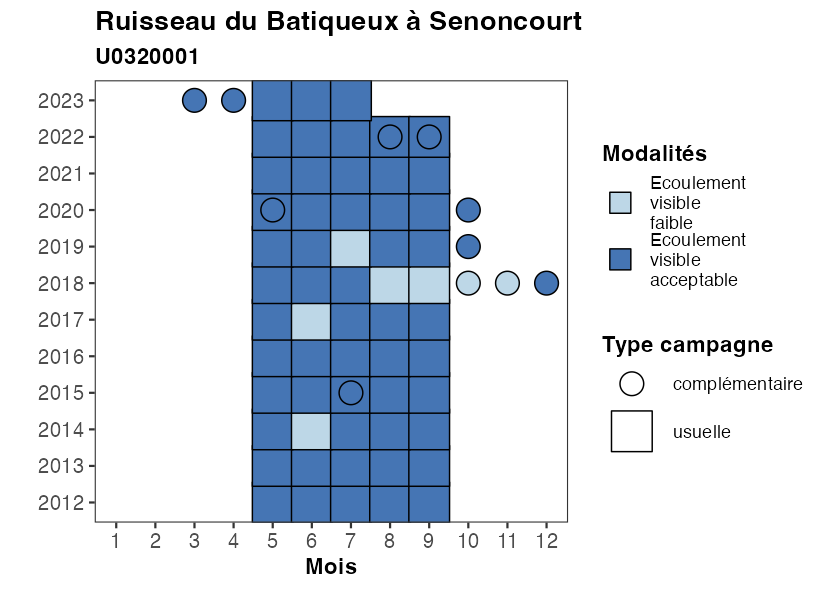 Ruisseau du Batiqueux à Senoncourt
U0320001
2023
2022
2021
2020
2019
2018
2017
2016
2015
2014
2013
2012
1 2 3 4 5 6 7 8 9 10 11 12
Mois
Modalités
Ecoulement
visible
faible
Ecoulement
visible
acceptable
Type campagne
complémentaire
usuelle